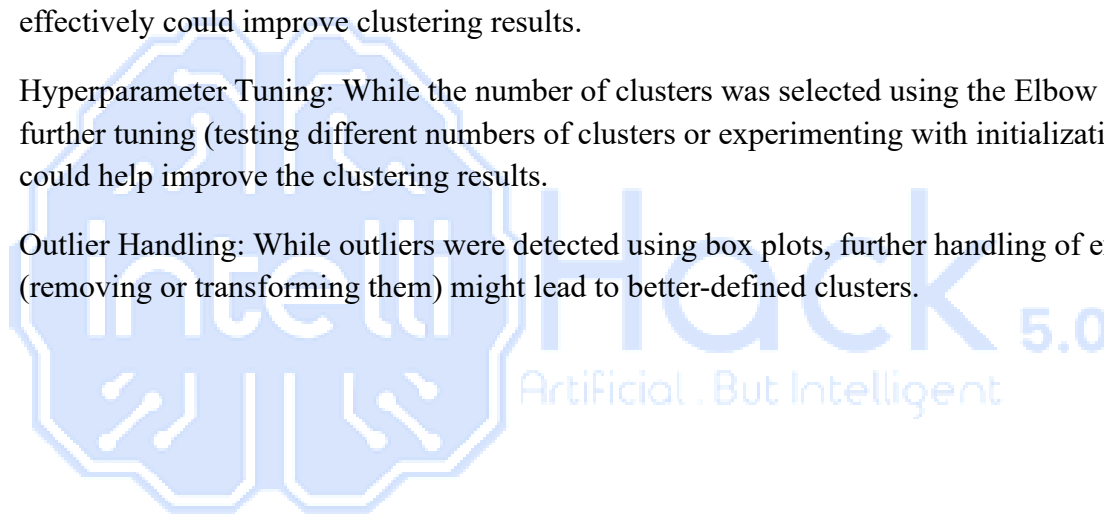 effectively could improve clustering results.
Hyperparameter Tuning: While the number of clusters was selected using the Elbow
further tuning (testing different numbers of clusters or experimenting with
could help improve the clustering results.
Outlier Handling: While outliers were detected using box plots, further handling of
(removing or transforming them) might lead to better-defined clusters.
Intelli Hack 5.0
Artificial . But Intelligent